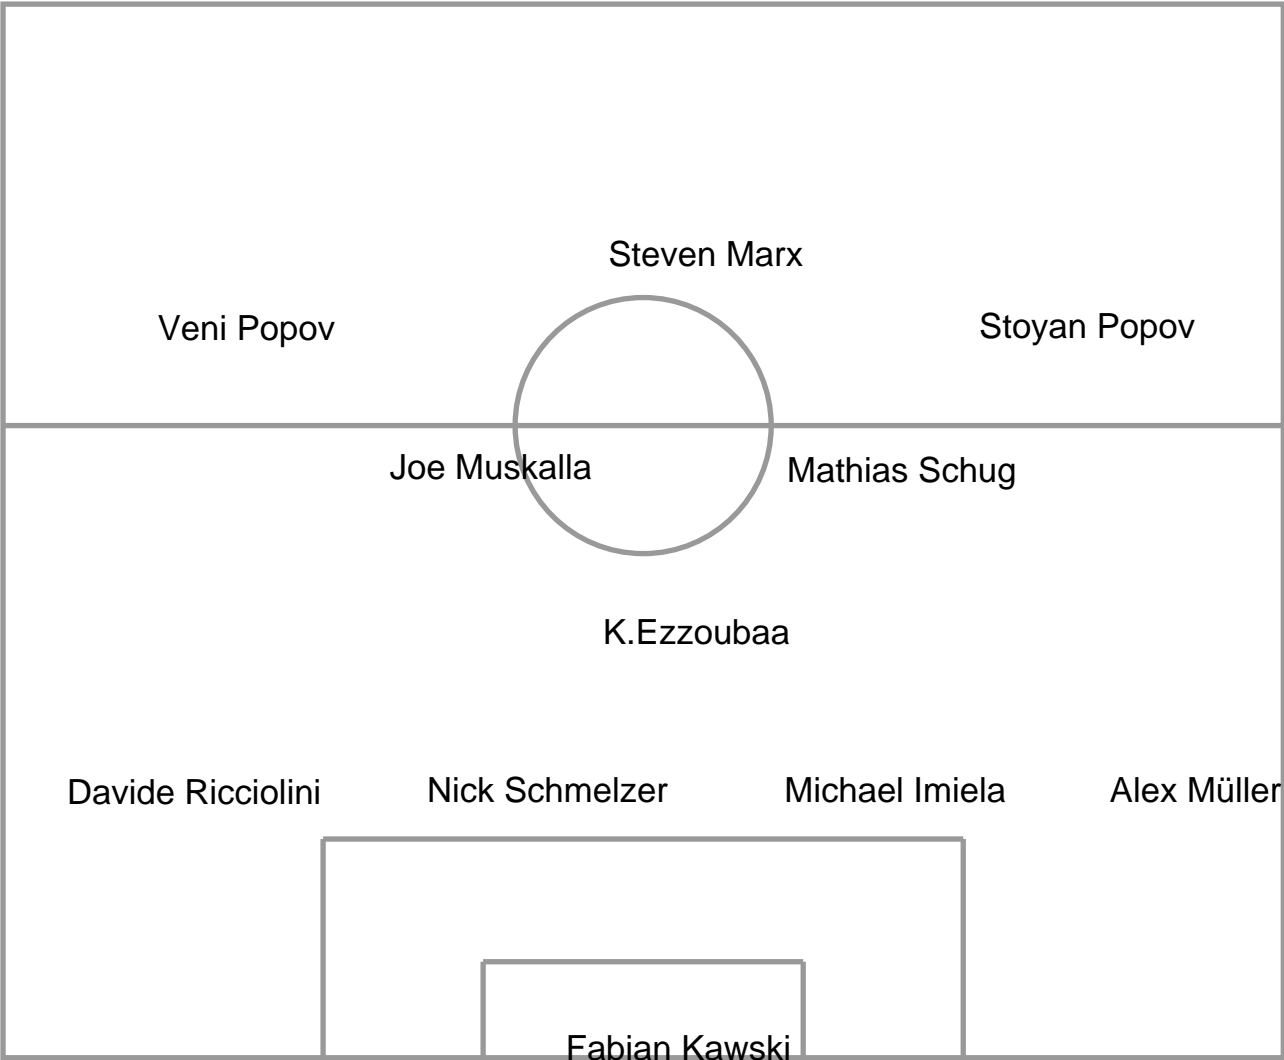 Steven Marx
Veni Popov
Stoyan Popov
Joe Muskalla
Mathias Schug
K.Ezzoubaa
Davide Ricciolini
Nick Schmelzer
Michael Imiela
Alex Müller
Fabian Kawski